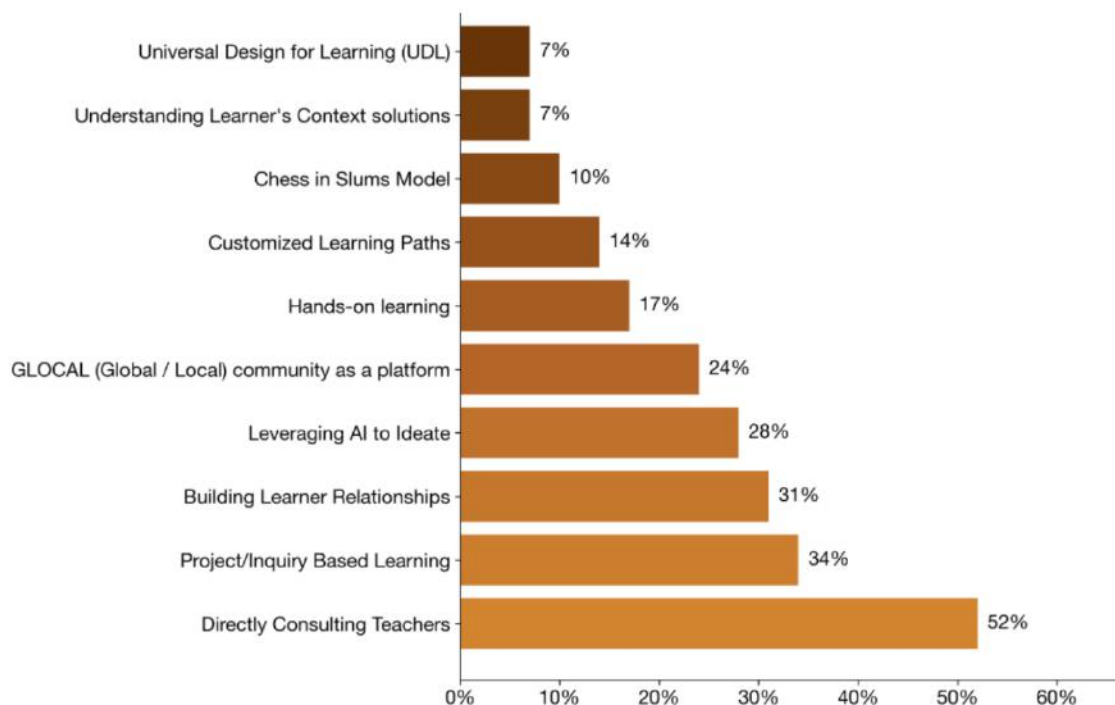 Universal Design for Learning (UDL) 7%
Understanding Learner's Context solutions 7%
Chess in Slums Model 10%
Customized Learning Paths 14%
Hands-on learning 17%
GLOCAL (Global / Local) community as a platform 24%
Leveraging AI to Ideate 28%
Building Learner Relationships 31%
Project/Inquiry Based Learning 34%
Directly Consulting Teachers 52%
0% 10% 20% 30% 40% 50% 60%